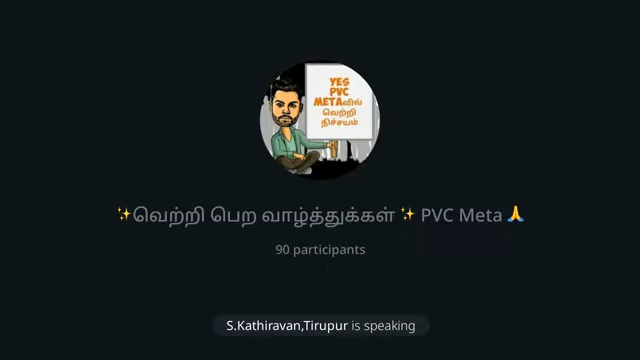 YES
PVC
METAவில்
வெற்றி
நிச்சயம்
✨வெற்றி பெற வாழ்த்துக்கள் ✨ PVC Meta 🙏
90 participants
S.Kathiravan,Tirupur is speaking